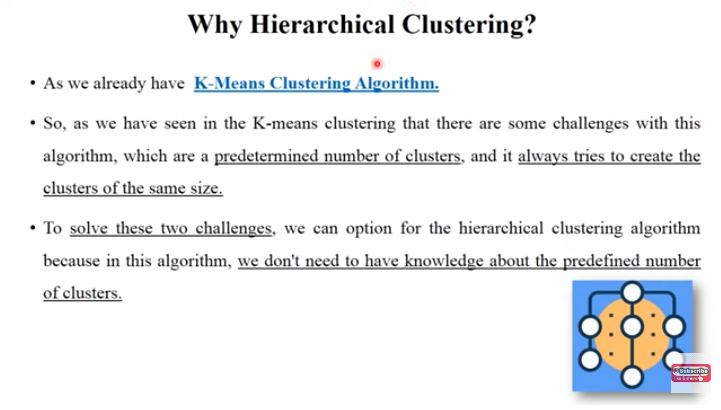 Why Hierarchical Clustering?
• As we already have K-Means Clustering Algorithm.
• So, as we have seen in the K-means clustering that there are some challenges with this
algorithm, which are a predetermined number of clusters, and it always tries to create the
clusters of the same size.
• To solve these two challenges, we can option for the hierarchical clustering algorithm
because in this algorithm, we don't need to have knowledge about the predefined number
of clusters.
Subscribe